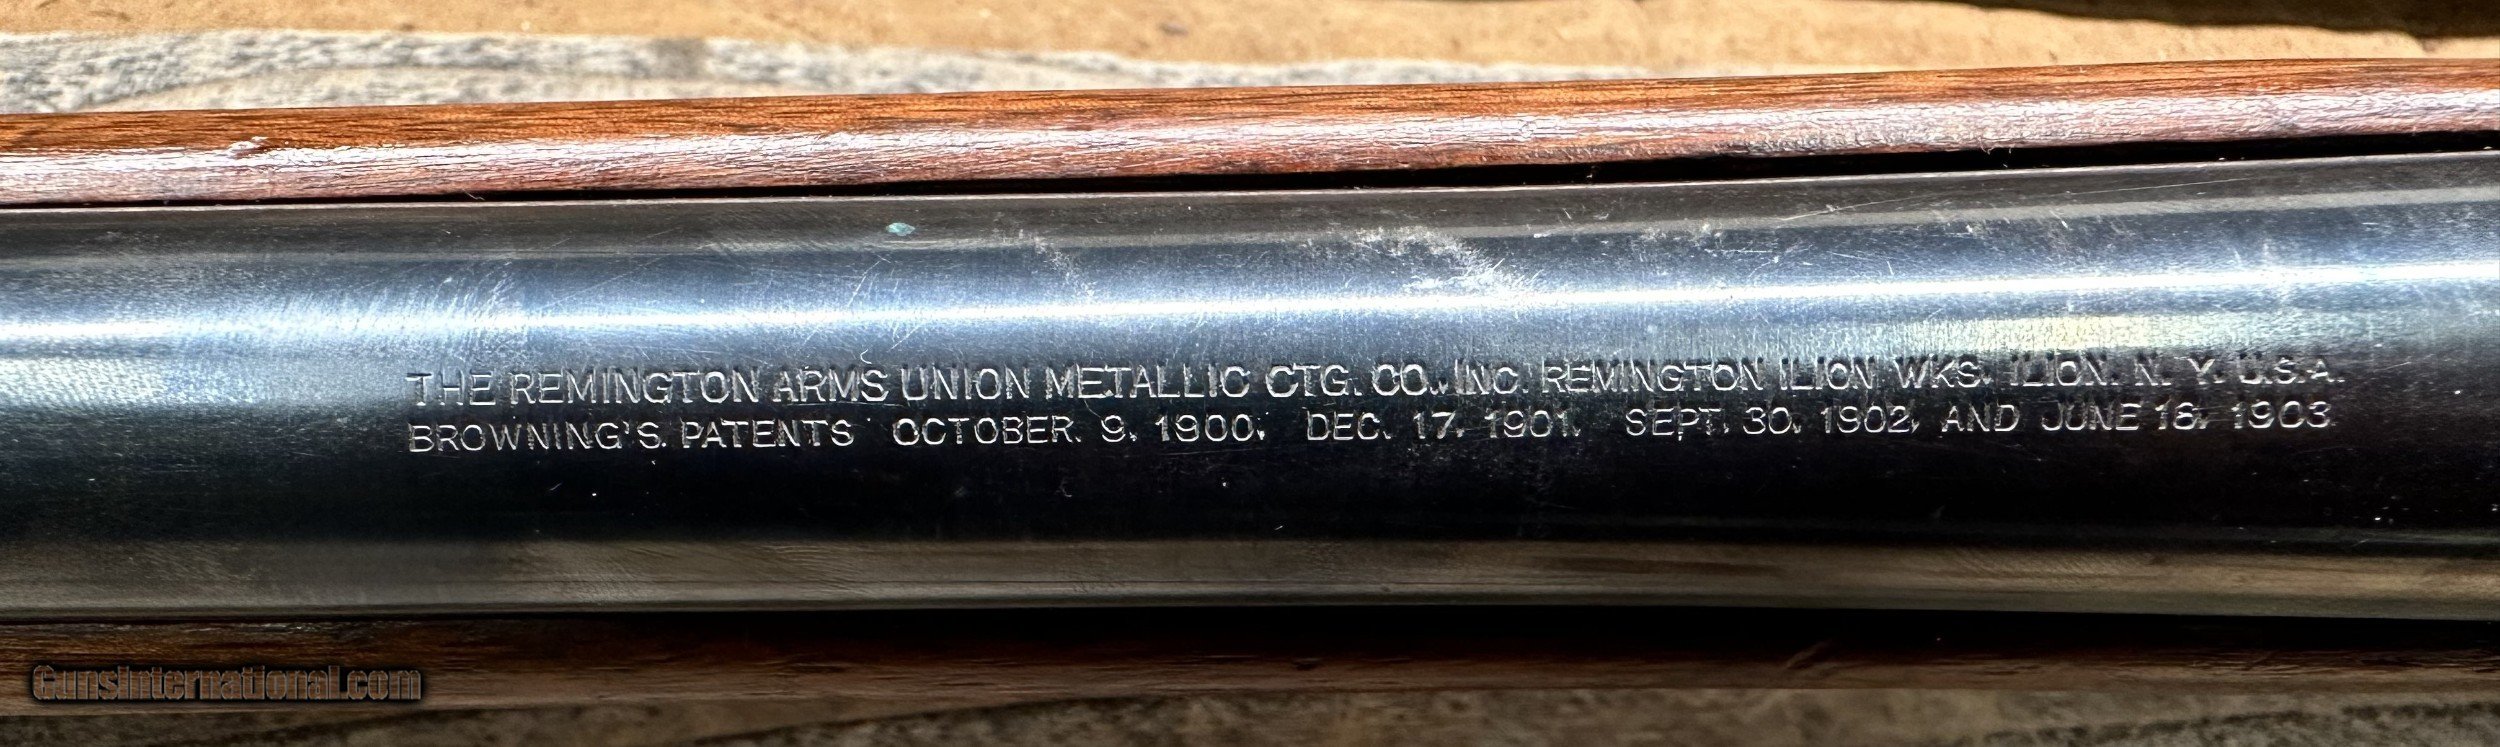 THE REMINGTON ARMS UNION METALLIC CTG. CO., INC. REMINGTON ILION WKS. ILION. N. Y. U.S.A.
BROWNING'S. PATENTS OCTOBER. 9, 1900, DEC. 17, 1901, SEPT. 30, 1902, AND JUNE 16, 1903.
GunsInternational.com